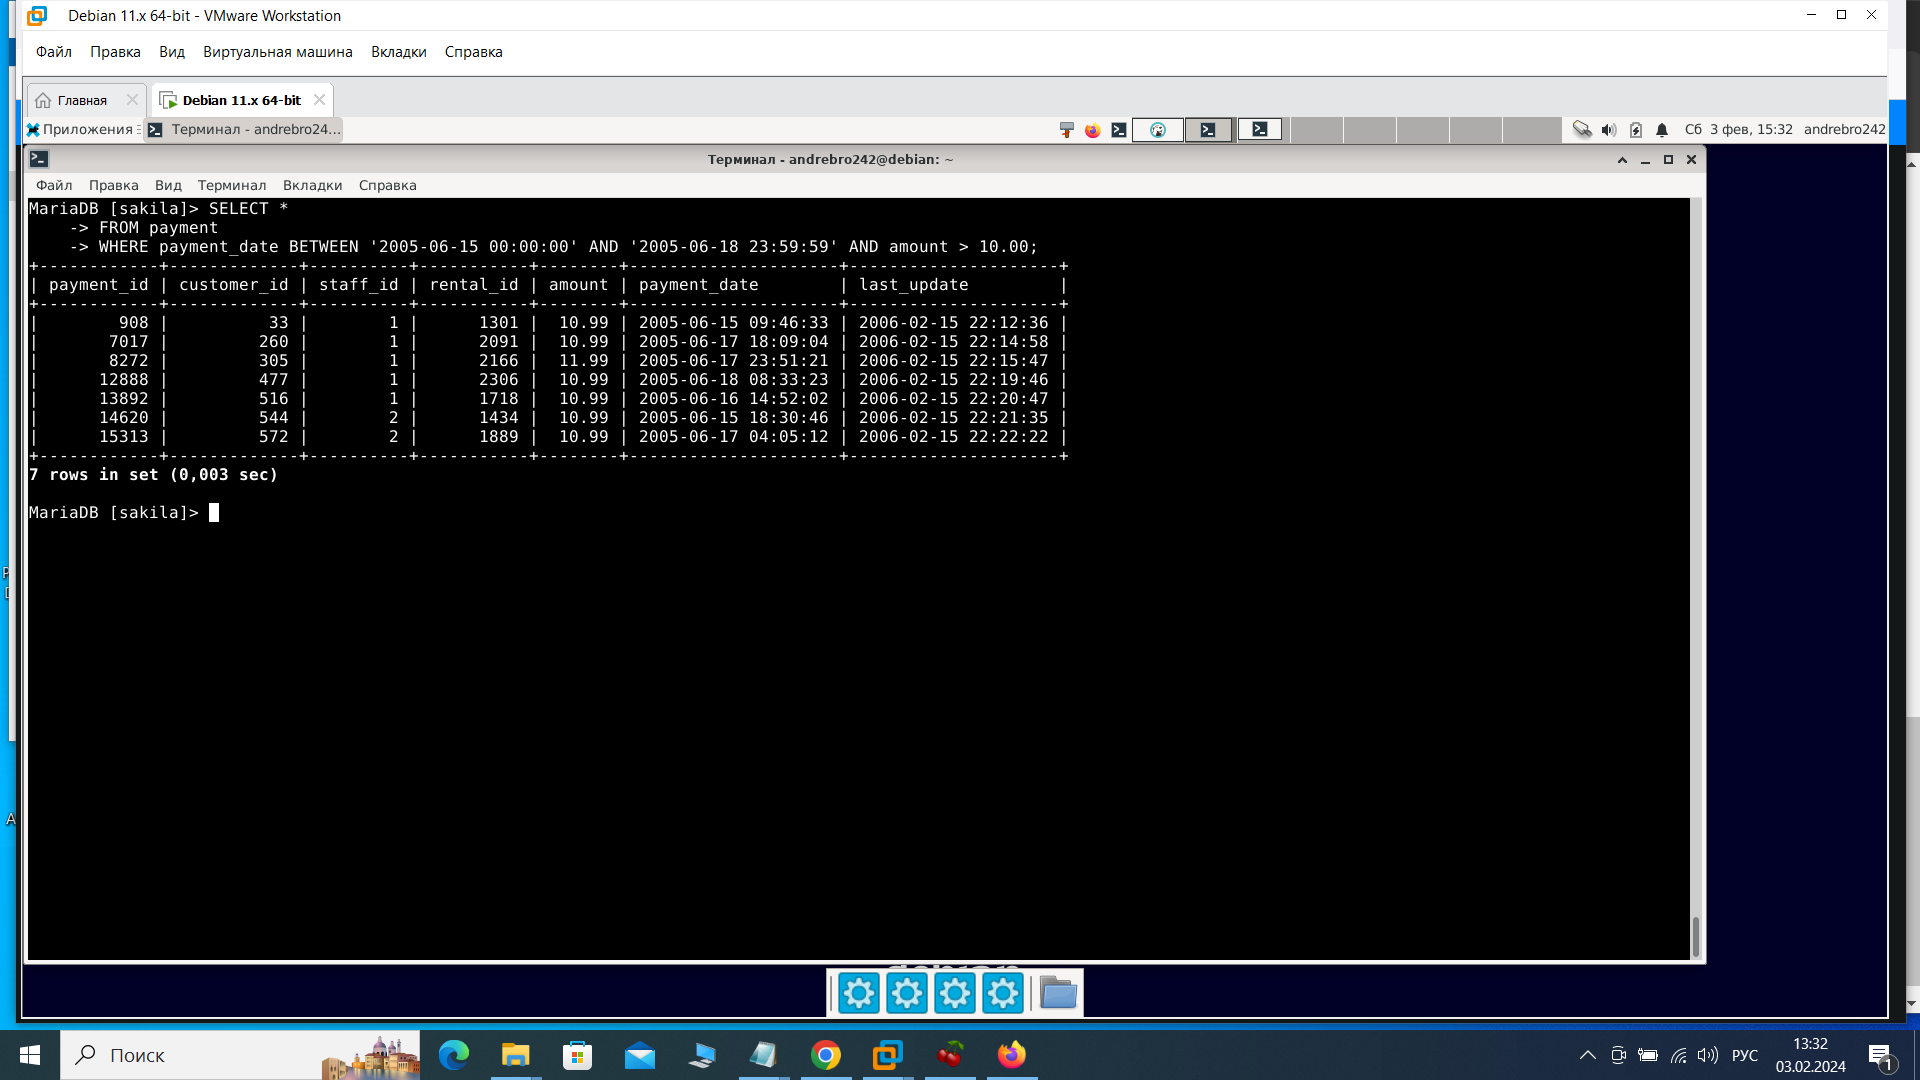 Debian 11.x 64-bit - VMware Workstation
Файл Правка Вид Виртуальная машина Вкладки Справка
Главная Debian 11.x 64-bit
Приложения Терминал - andrebro24... Сб 3 фев, 15:32 andrebro242
Терминал - andrebro242@debian: ~
Файл Правка Вид Терминал Вкладки Справка
MariaDB [sakila]> SELECT *
    -> FROM payment
    -> WHERE payment_date BETWEEN '2005-06-15 00:00:00' AND '2005-06-18 23:59:59' AND amount > 10.00;
+------------+-------------+----------+-----------+--------+---------------------+---------------------+
| payment_id | customer_id | staff_id | rental_id | amount | payment_date        | last_update         |
+------------+-------------+----------+-----------+--------+---------------------+---------------------+
|        908 |          33 |        1 |      1301 |  10.99 | 2005-06-15 09:46:33 | 2006-02-15 22:12:36 |
|       7017 |         260 |        1 |      2091 |  10.99 | 2005-06-17 18:09:04 | 2006-02-15 22:14:58 |
|       8272 |         305 |        1 |      2166 |  11.99 | 2005-06-17 23:51:21 | 2006-02-15 22:15:47 |
|      12888 |         477 |        1 |      2306 |  10.99 | 2005-06-18 08:33:23 | 2006-02-15 22:19:46 |
|      13892 |         516 |        1 |      1718 |  10.99 | 2005-06-16 14:52:02 | 2006-02-15 22:20:47 |
|      14620 |         544 |        2 |      1434 |  10.99 | 2005-06-15 18:30:46 | 2006-02-15 22:21:35 |
|      15313 |         572 |        2 |      1889 |  10.99 | 2005-06-17 04:05:12 | 2006-02-15 22:22:22 |
+------------+-------------+----------+-----------+--------+---------------------+---------------------+
7 rows in set (0,003 sec)
MariaDB [sakila]>
Поиск
РУС
13:32
03.02.2024
1